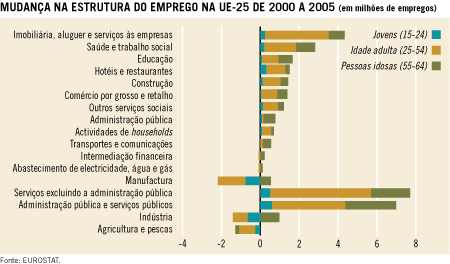 MUDANÇA NA ESTRUTURA DO EMPREGO NA UE-25 DE 2000 A 2005 (em milhões de empregos)
Imobiliária, aluguer e serviços às empresas
Saúde e trabalho social
Educação
Hotéis e restaurantes
Construção
Comércio por grosso e retalho
Outros serviços sociais
Administração pública
Actividades de households
Transportes e comunicações
Intermediação financeira
Abastecimento de electricidade, água e gás
Manufactura
Serviços excluindo a administração pública
Administração pública e serviços públicos
Indústria
Agricultura e pescas
Jovens (15-24)
Idade adulta (25-54)
Pessoas idosas (55-64)
-4 -2 0 2 4 6 8
Fonte: EUROSTAT.